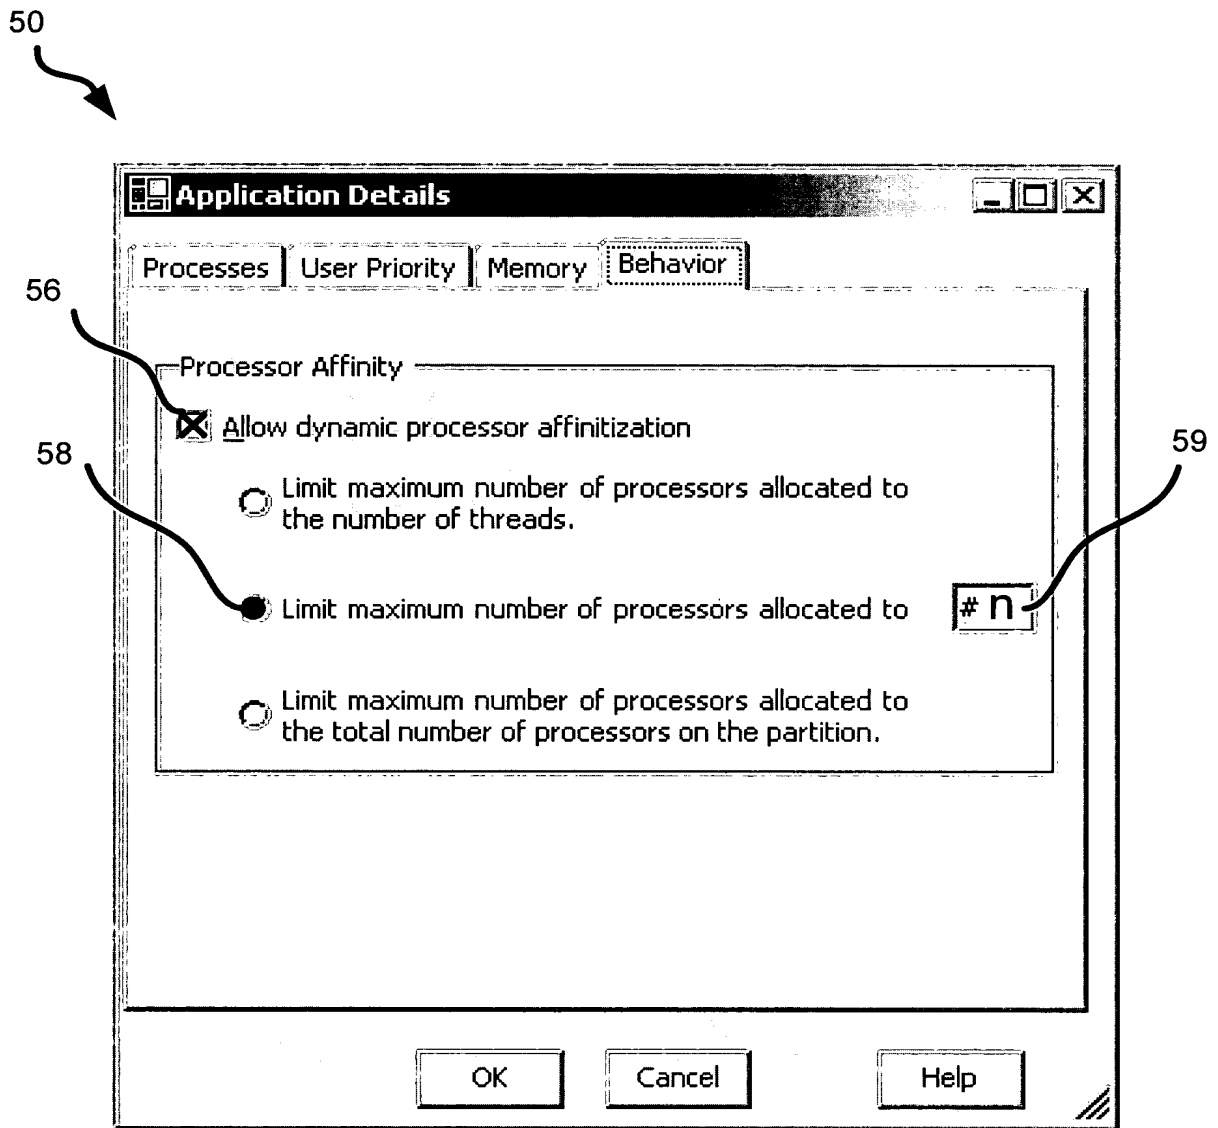 50
Application Details
Processes User Priority Memory Behavior
56
Processor Affinity
Allow dynamic processor affinitization
58
59
Limit maximum number of processors allocated to
the number of threads.
Limit maximum number of processors allocated to # n
Limit maximum number of processors allocated to
the total number of processors on the partition.
OK Cancel Help